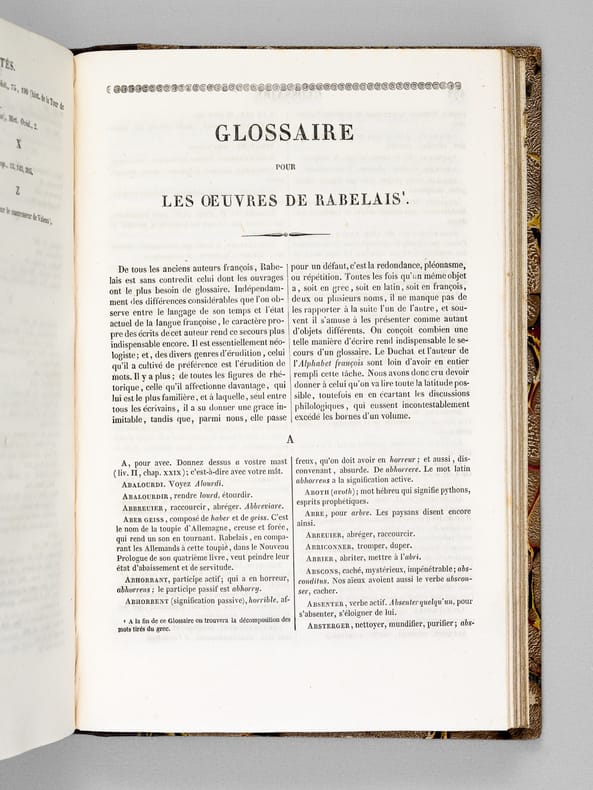 TÉS.
X
Z
GLOSSAIRE
POUR
LES OEUVRES DE RABELAIS¹.
De tous les anciens auteurs françois, Rabe-
lais est sans contredit celui dont les ouvrages
ont le plus besoin de glossaire. Indépendam-
ment des différences considérables que l'on ob-
serve entre le langage de son temps et l'état
actuel de la langue françoise, le caractère pro-
pre des écrits de cet auteur rend ce secours plus
indispensable encore. Il est essentiellement néo-
logiste; et, des divers genres d'érudition, celui
qu'il a cultivé de préférence est l'érudition de
mots. Il y a plus; de toutes les figures de rhé-
torique, celle qu'il affectionne davantage, qui
lui est le plus familière, et à laquelle, seul entre
tous les écrivains, il a su donner une grace in-
imitable, tandis que, parmi nous, elle passe
pour un défaut, c'est la redondance, pléonasme,
ou répétition. Toutes les fois qu'un même objet
a, soit en grec, soit en latin, soit en françois,
deux ou plusieurs noms, il ne manque pas de
les rapporter à la suite l'un de l'autre, et sou-
vent il s'amuse à les présenter comme autant
d'objets différents. On conçoit combien une
telle manière d'écrire rend indispensable le se-
cours d'un glossaire. Le Duchat et l'auteur de
l'Alphabet françois sont loin d'avoir en entier
rempli cette tâche. Nous avons donc cru devoir
donner à celui qu'on va lire toute la latitude pos-
sible, toutefois en en écartant les discussions
philologiques, qui eussent incontestablement
excédé les bornes d'un volume.
A
A, pour avec. Donnez dessus a vostre mast
(liv. II, chap. XXIX); c'est-à-dire avec votre mât.
ABALOURDI. Voyez Alourdi.
ABALOURDIR, rendre lourd, étourdir.
ABBREUIER, raccourcir, abréger. Abbreviare.
ABER GEISS, composé de haber et de geiss. C'est
le nom de la toupie d'Allemagne, creuse et forée,
qui rend un son en tournant. Rabelais, en compa-
rant les Allemands à cette toupie, dans le Nouveau
Prologue de son quatrième livre, veut peindre leur
état d'abaissement et de servitude.
ABHORRANT, participe actif; qui a en horreur,
abhorrens; le participe passif est abhorry.
ABHORRENT (signification passive), horrible, af-
¹ A la fin de ce Glossaire on trouvera la décomposition des
mots tirés du grec.
freux, qu'on doit avoir en horreur; et aussi, dis-
convenant, absurde. De abhorrere. Le mot latin
abhorrens a la signification active.
ABOTH (avoth); mot hébreu qui signifie pythons,
esprits prophétiques.
ABRE, pour arbre. Les paysans disent encore
ainsi.
ABREUIER, abréger, raccourcir.
ABRICONNER, tromper, duper.
ABRIER, abriter, mettre à l'abri.
ABSCONS, caché, mystérieux, impénétrable; abs-
conditus. Nos aïeux avoient aussi le verbe abscon-
ser, cacher.
ABSENTER, verbe actif. Absenter quelqu'un, pour
s'absenter, s'éloigner de lui.
ABSTERGER, nettoyer, mundifier, purifier; abs-